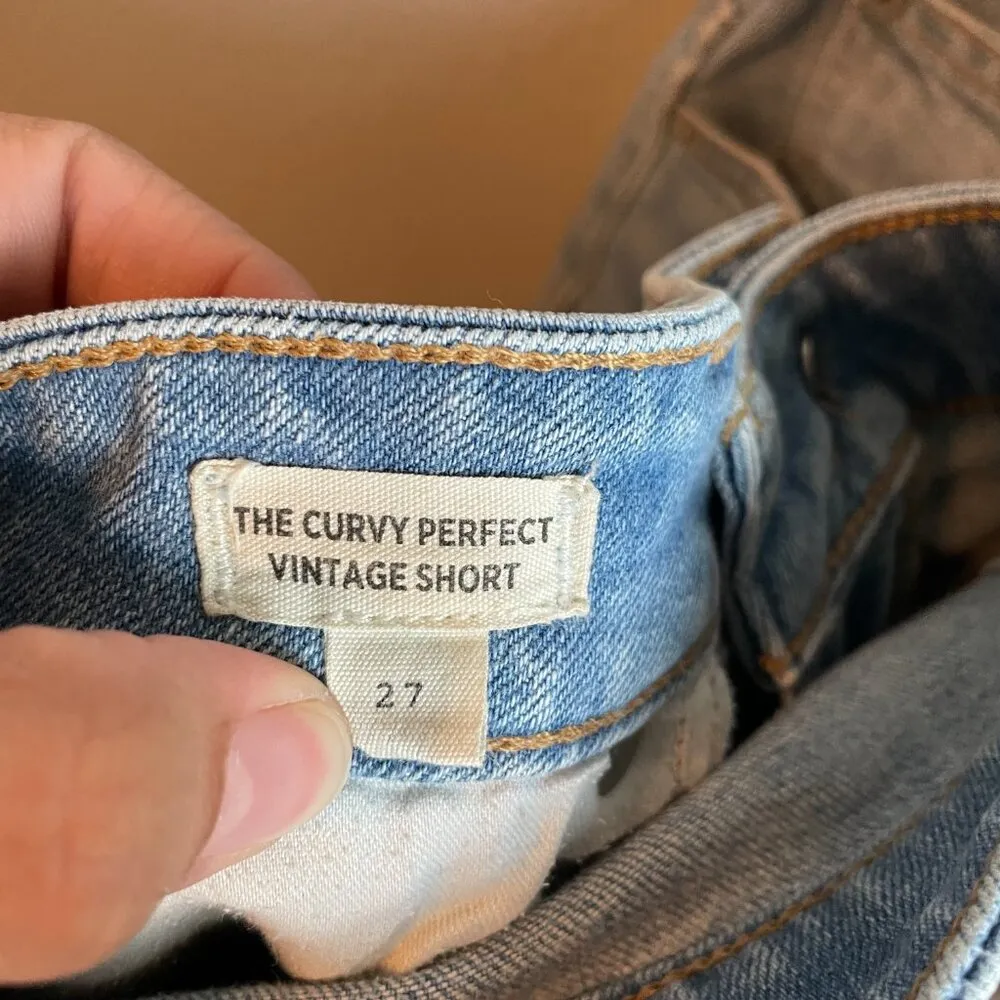 THE CURVY PERFECT
VINTAGE SHORT
27